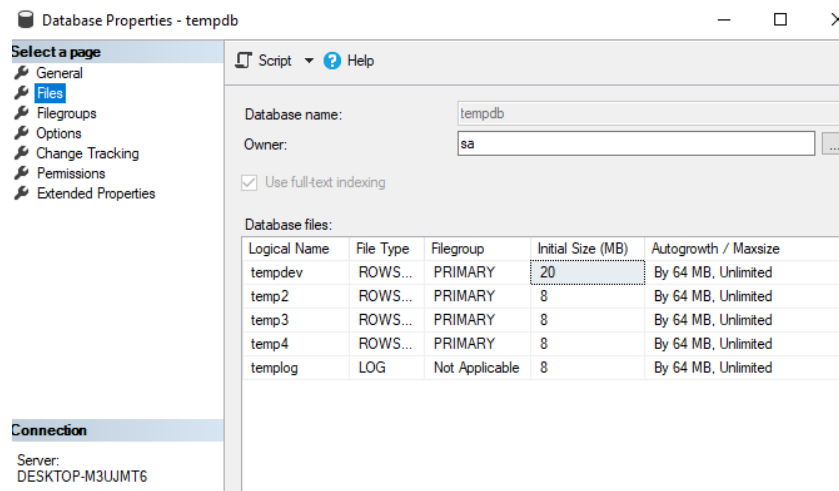 Database Properties - tempdb
Select a page
General
Files
Filegroups
Options
Change Tracking
Permissions
Extended Properties
Script Help
Database name: tempdb
Owner: sa ...
Use full-text indexing
Database files:
Logical Name File Type Filegroup Initial Size (MB) Autogrowth / Maxsize
tempdev ROWS... PRIMARY 20 By 64 MB, Unlimited
temp2 ROWS... PRIMARY 8 By 64 MB, Unlimited
temp3 ROWS... PRIMARY 8 By 64 MB, Unlimited
temp4 ROWS... PRIMARY 8 By 64 MB, Unlimited
templog LOG Not Applicable 8 By 64 MB, Unlimited
Connection
Server:
DESKTOP-M3UJMT6